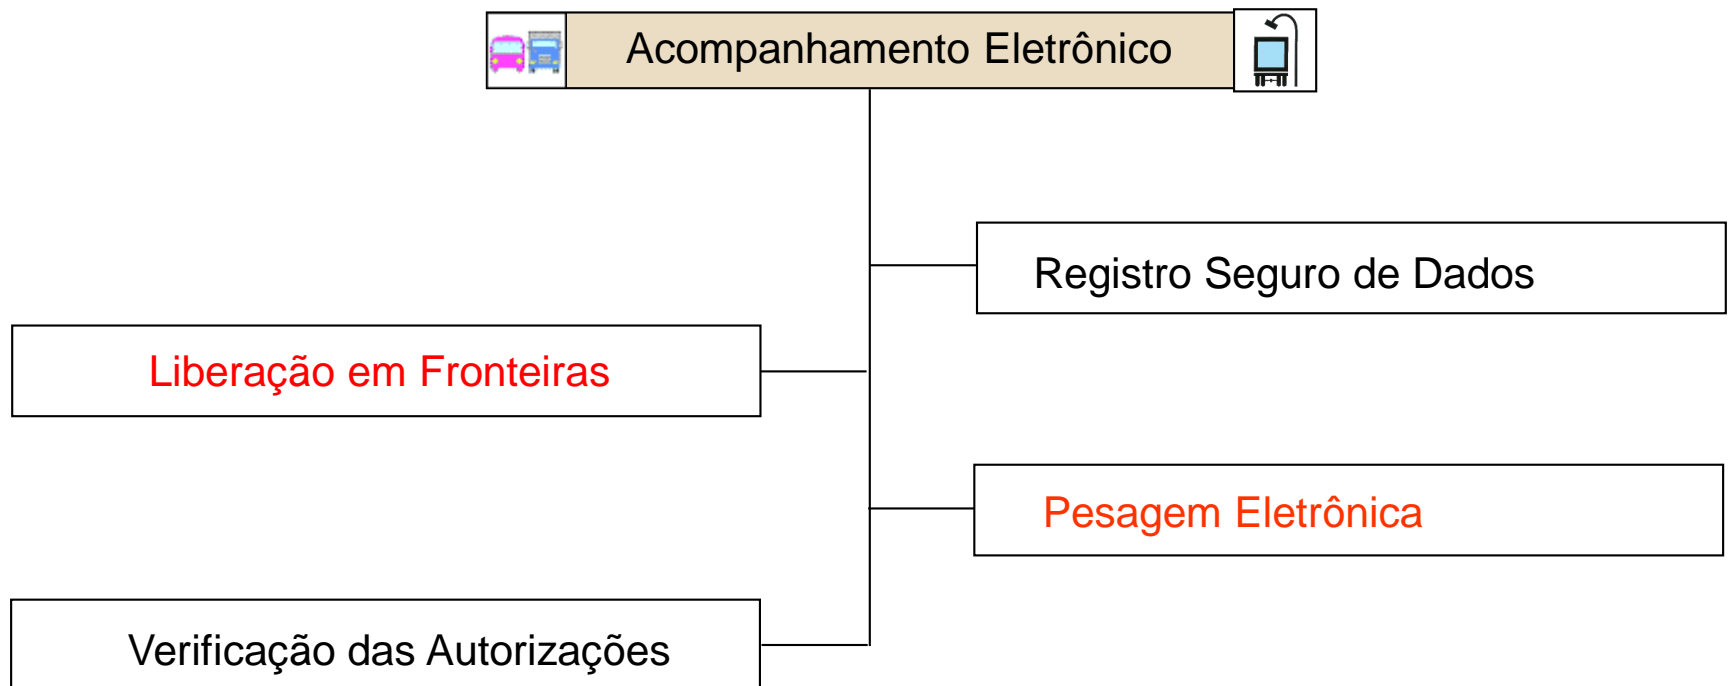 Acompanhamento Eletrônico
Registro Seguro de Dados
Liberação em Fronteiras
Pesagem Eletrônica
Verificação das Autorizações